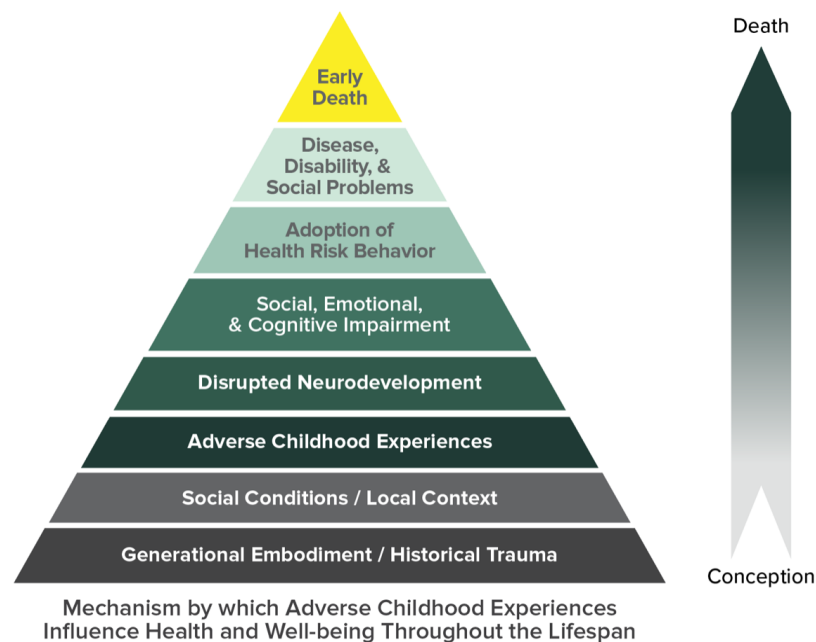 Death
Early
Death
Disease,
Disability, &
Social Problems
Adoption of
Health Risk Behavior
Social, Emotional,
& Cognitive Impairment
Disrupted Neurodevelopment
Adverse Childhood Experiences
Social Conditions / Local Context
Generational Embodiment / Historical Trauma
Conception
Mechanism by which Adverse Childhood Experiences
Influence Health and Well-being Throughout the Lifespan